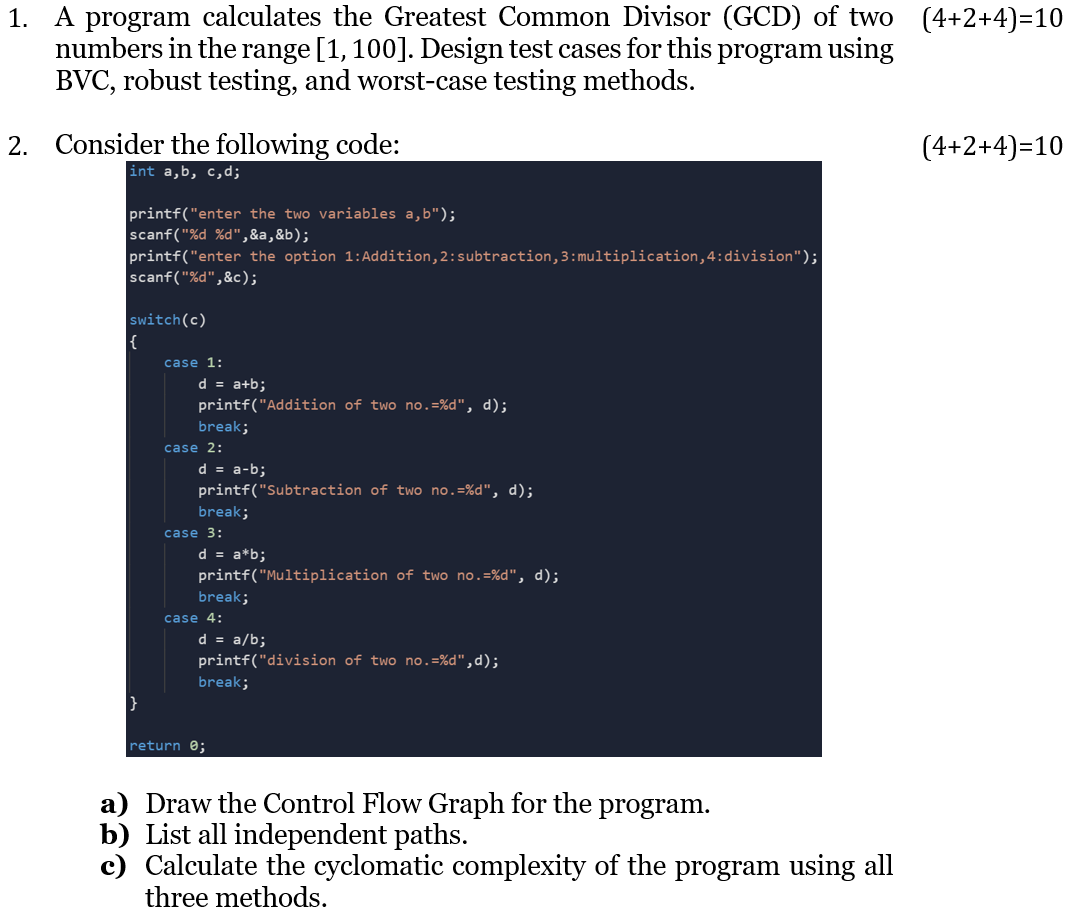 1. A program calculates the Greatest Common Divisor (GCD) of two (4+2+4)=10
numbers in the range [1, 100]. Design test cases for this program using
BVC, robust testing, and worst-case testing methods.
2. Consider the following code: (4+2+4)=10
int a,b, c,d;
printf("enter the two variables a,b");
scanf("%d %d",&a,&b);
printf("enter the option 1:Addition,2:subtraction,3:multiplication,4:division");
scanf("%d",&c);
switch(c)
{
case 1:
d = a+b;
printf("Addition of two no.=%d", d);
break;
case 2:
d = a-b;
printf("Subtraction of two no.=%d", d);
break;
case 3:
d = a*b;
printf("Multiplication of two no.=%d", d);
break;
case 4:
d = a/b;
printf("division of two no.=%d",d);
break;
}
return 0;
a) Draw the Control Flow Graph for the program.
b) List all independent paths.
c) Calculate the cyclomatic complexity of the program using all
three methods.